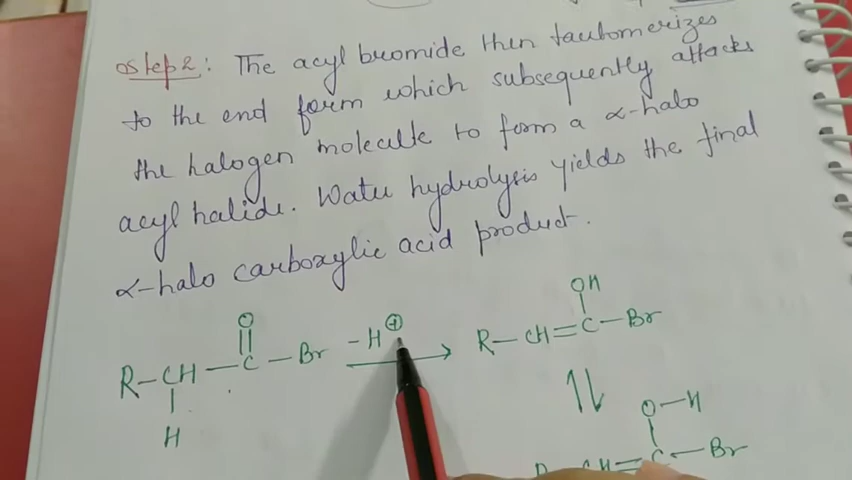 Step 2: The acyl bromide then tautomerizes
to the enol form which subsequently attacks
the halogen molecule to form a α-halo
acyl halide. Water hydrolysis yields the final
α-halo carboxylic acid product.
O
||
R-CH-C-Br
|
H
-H⊕
→
OH
|
R-CH=C-Br
⇌
O-H
|
CH=C-Br